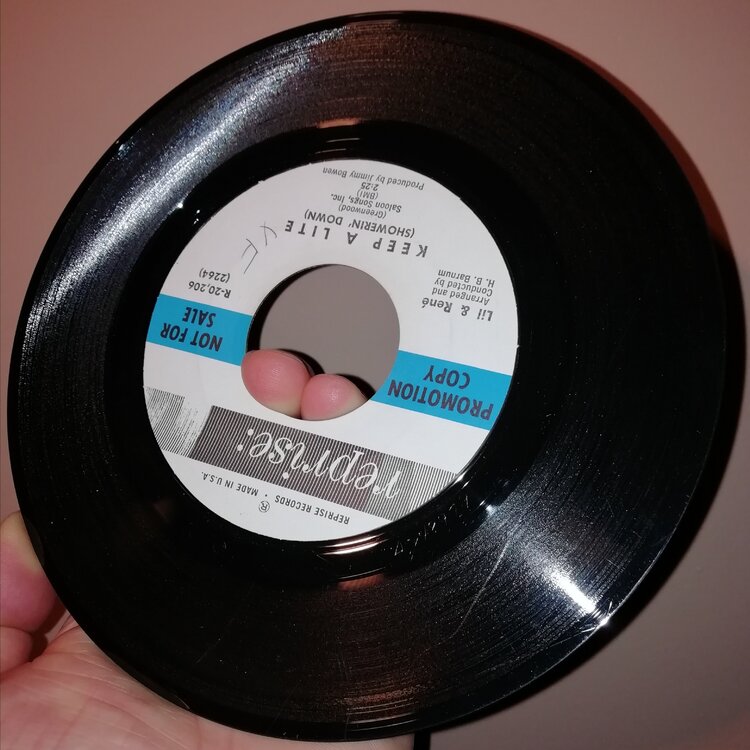 Ⓡ REPRISE RECORDS • MADE IN U.S.A.
reprise:
PROMOTION
COPY
NOT FOR
SALE
Lil & René
Arranged and
Conducted by
H. B. Barnum
R-20,206
(2264)
KEEP A LITE
(SHOWERIN' DOWN)
(Greenwood)
Saloon Songs, Inc.
(BMI)
2:25
Produced by Jimmy Bowen